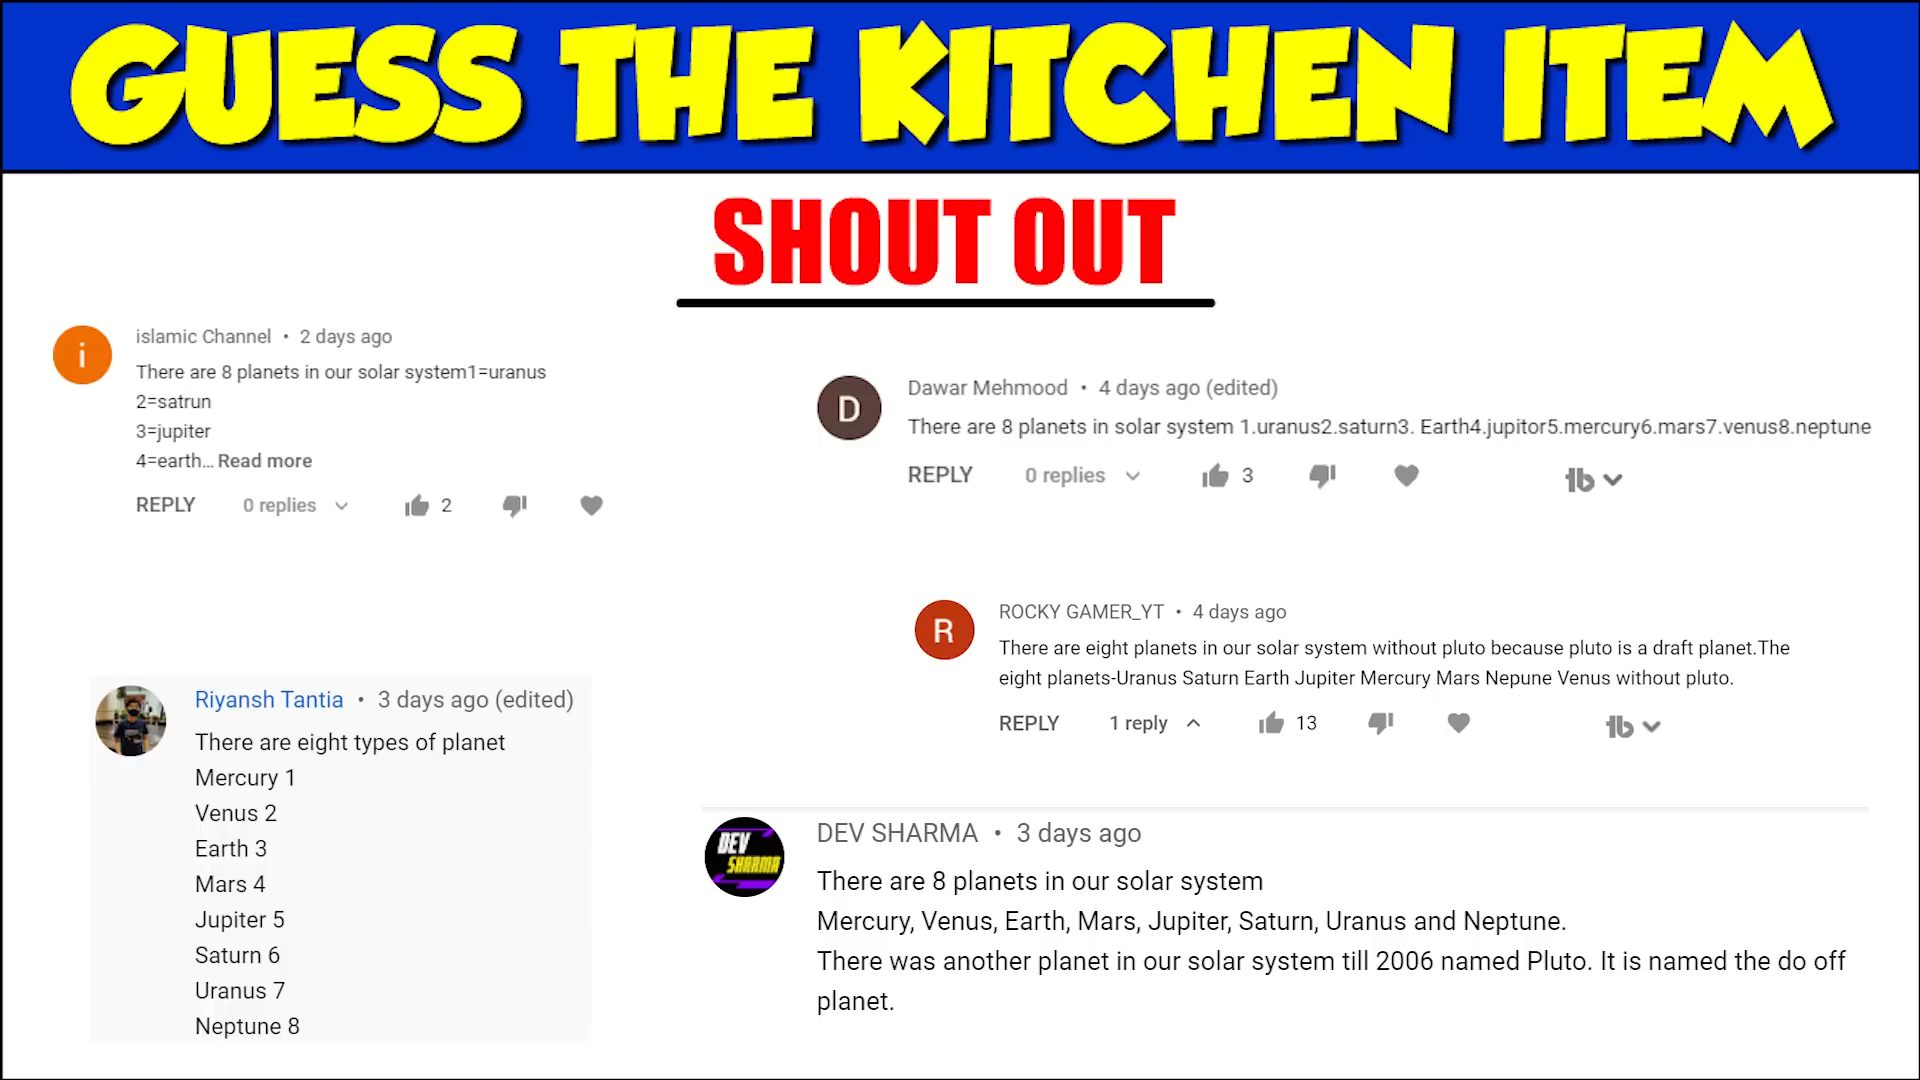 GUESS THE KITCHEN ITEM
SHOUT OUT
i
islamic Channel • 2 days ago
There are 8 planets in our solar system1=uranus
2=satrun
3=jupiter
4=earth... Read more
REPLY 0 replies 2
D
Dawar Mehmood • 4 days ago (edited)
There are 8 planets in solar system 1.uranus2.saturn3. Earth4.jupitor5.mercury6.mars7.venus8.neptune
REPLY 0 replies 3
R
ROCKY GAMER_YT • 4 days ago
There are eight planets in our solar system without pluto because pluto is a draft planet.The
eight planets-Uranus Saturn Earth Jupiter Mercury Mars Nepune Venus without pluto.
REPLY 1 reply 13
Riyansh Tantia • 3 days ago (edited)
There are eight types of planet
Mercury 1
Venus 2
Earth 3
Mars 4
Jupiter 5
Saturn 6
Uranus 7
Neptune 8
DEV
SHARMA
DEV SHARMA • 3 days ago
There are 8 planets in our solar system
Mercury, Venus, Earth, Mars, Jupiter, Saturn, Uranus and Neptune.
There was another planet in our solar system till 2006 named Pluto. It is named the do off
planet.